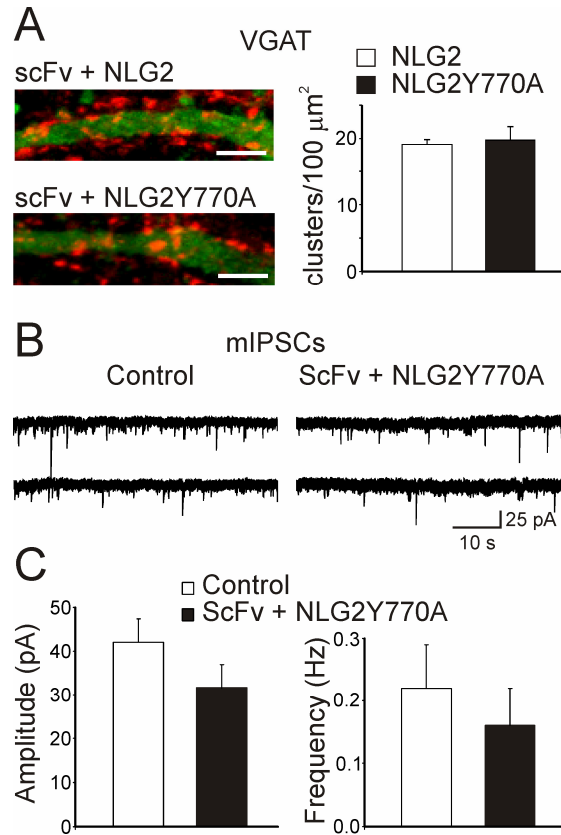 A
VGAT
scFv + NLG2
scFv + NLG2Y770A
NLG2
NLG2Y770A
clusters/100 µm²
20
10
0
B
mIPSCs
Control
ScFv + NLG2Y770A
25 pA
10 s
C
Control
ScFv + NLG2Y770A
Amplitude (pA)
50
40
30
20
10
0
Frequency (Hz)
0.3
0.2
0.1
0.0